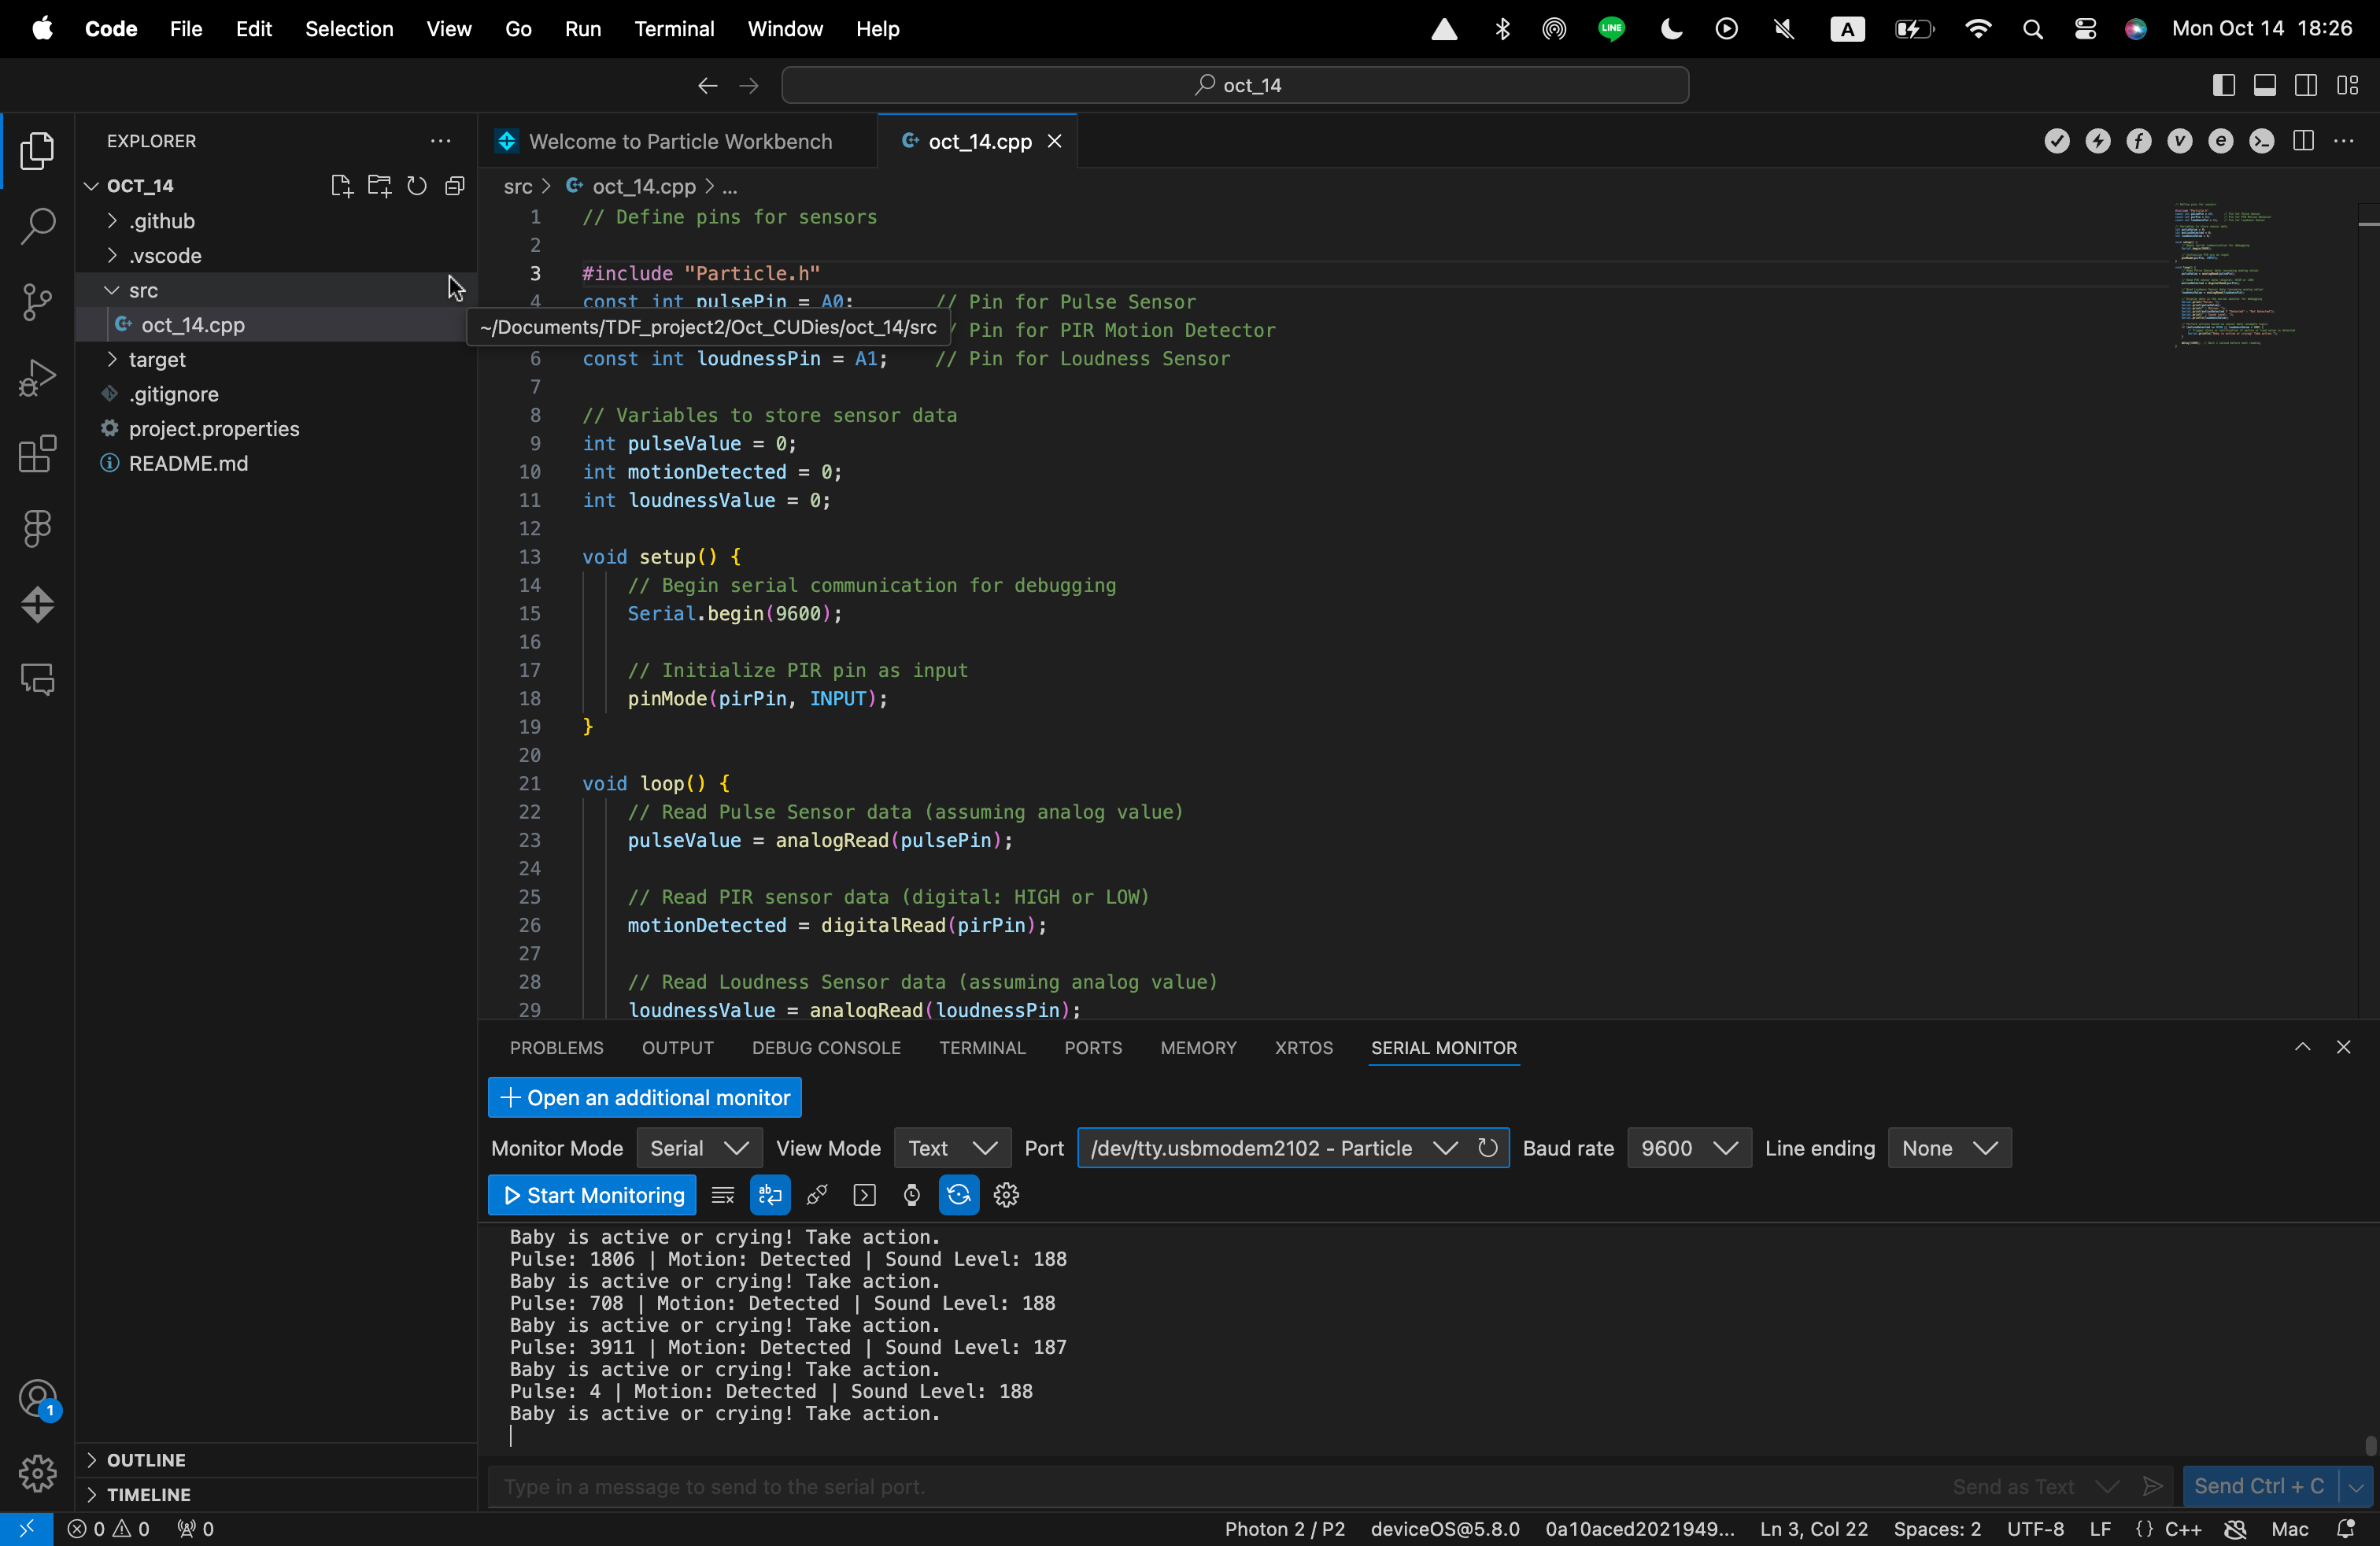 Code File Edit Selection View Go Run Terminal Window Help LINE A Mon Oct 14 18:26
oct_14
EXPLORER
OCT_14
.github
.vscode
src
oct_14.cpp
target
.gitignore
project.properties
README.md
OUTLINE
TIMELINE
Welcome to Particle Workbench
oct_14.cpp
src > oct_14.cpp > ...
1 // Define pins for sensors
2
3 #include "Particle.h"
4 const int pulsePin = A0; // Pin for Pulse Sensor
~/Documents/TDF_project2/Oct_CUDies/oct_14/src / Pin for PIR Motion Detector
6 const int loudnessPin = A1; // Pin for Loudness Sensor
7
8 // Variables to store sensor data
9 int pulseValue = 0;
10 int motionDetected = 0;
11 int loudnessValue = 0;
12
13 void setup() {
14 // Begin serial communication for debugging
15 Serial.begin(9600);
16
17 // Initialize PIR pin as input
18 pinMode(pirPin, INPUT);
19 }
20
21 void loop() {
22 // Read Pulse Sensor data (assuming analog value)
23 pulseValue = analogRead(pulsePin);
24
25 // Read PIR sensor data (digital: HIGH or LOW)
26 motionDetected = digitalRead(pirPin);
27
28 // Read Loudness Sensor data (assuming analog value)
29 loudnessValue = analogRead(loudnessPin);
PROBLEMS OUTPUT DEBUG CONSOLE TERMINAL PORTS MEMORY XRTOS SERIAL MONITOR
+ Open an additional monitor
Monitor Mode Serial View Mode Text Port /dev/tty.usbmodem2102 - Particle Baud rate 9600 Line ending None
Start Monitoring
Baby is active or crying! Take action.
Pulse: 1806 | Motion: Detected | Sound Level: 188
Baby is active or crying! Take action.
Pulse: 708 | Motion: Detected | Sound Level: 188
Baby is active or crying! Take action.
Pulse: 3911 | Motion: Detected | Sound Level: 187
Baby is active or crying! Take action.
Pulse: 4 | Motion: Detected | Sound Level: 188
Baby is active or crying! Take action.
Type in a message to send to the serial port. Send as Text Send Ctrl + C
1
0 0 0 Photon 2 / P2 deviceOS@5.8.0 0a10aced2021949... Ln 3, Col 22 Spaces: 2 UTF-8 LF {} C++ Mac